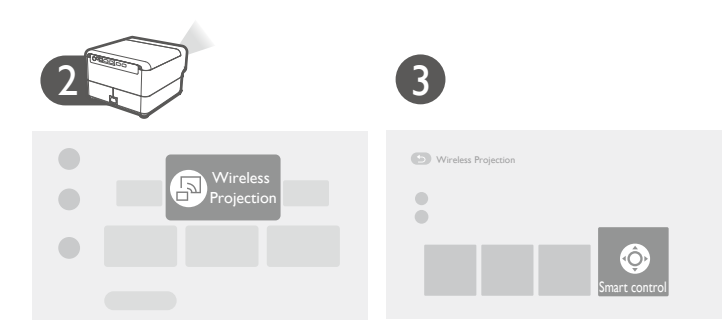 2
3
Wireless
Projection
Wireless Projection
Smart control